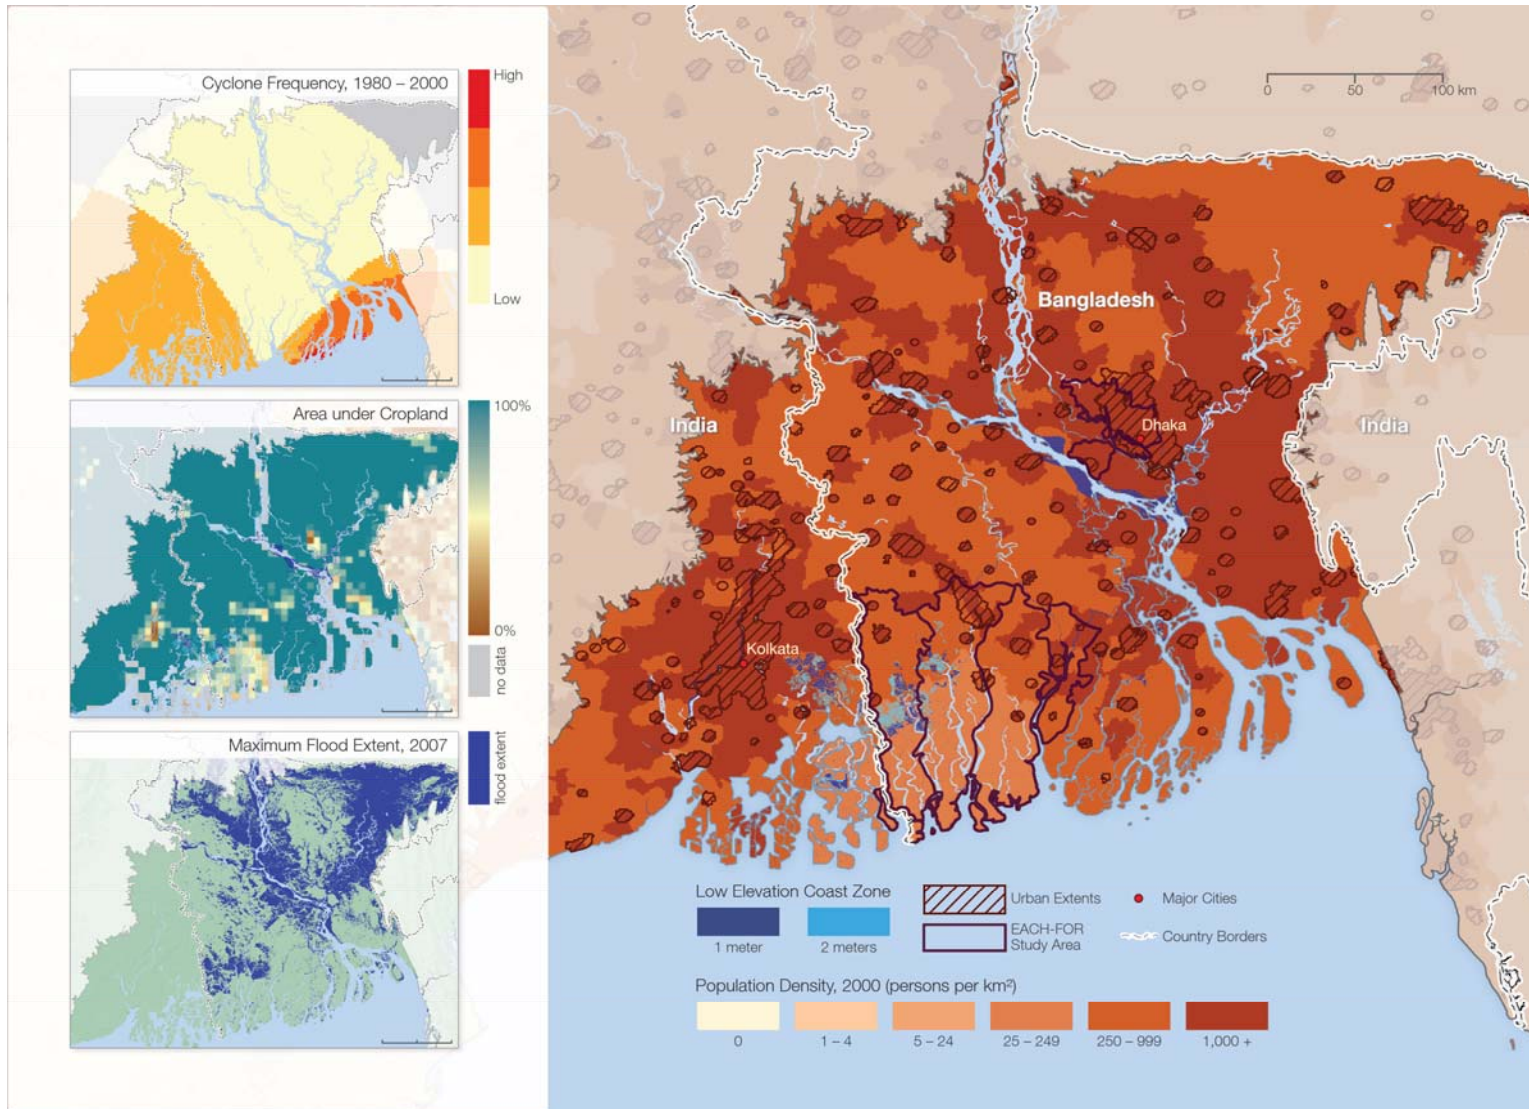 Cyclone Frequency, 1980 – 2000
High
Low
Area under Cropland
100%
0%
no data
Maximum Flood Extent, 2007
flood extent
0
50
100 km
Bangladesh
India
Dhaka
India
Kolkata
Low Elevation Coast Zone
1 meter
2 meters
Urban Extents
EACH-FOR
Study Area
Major Cities
Country Borders
Population Density, 2000 (persons per km²)
0
1 – 4
5 – 24
25 – 249
250 – 999
1,000 +